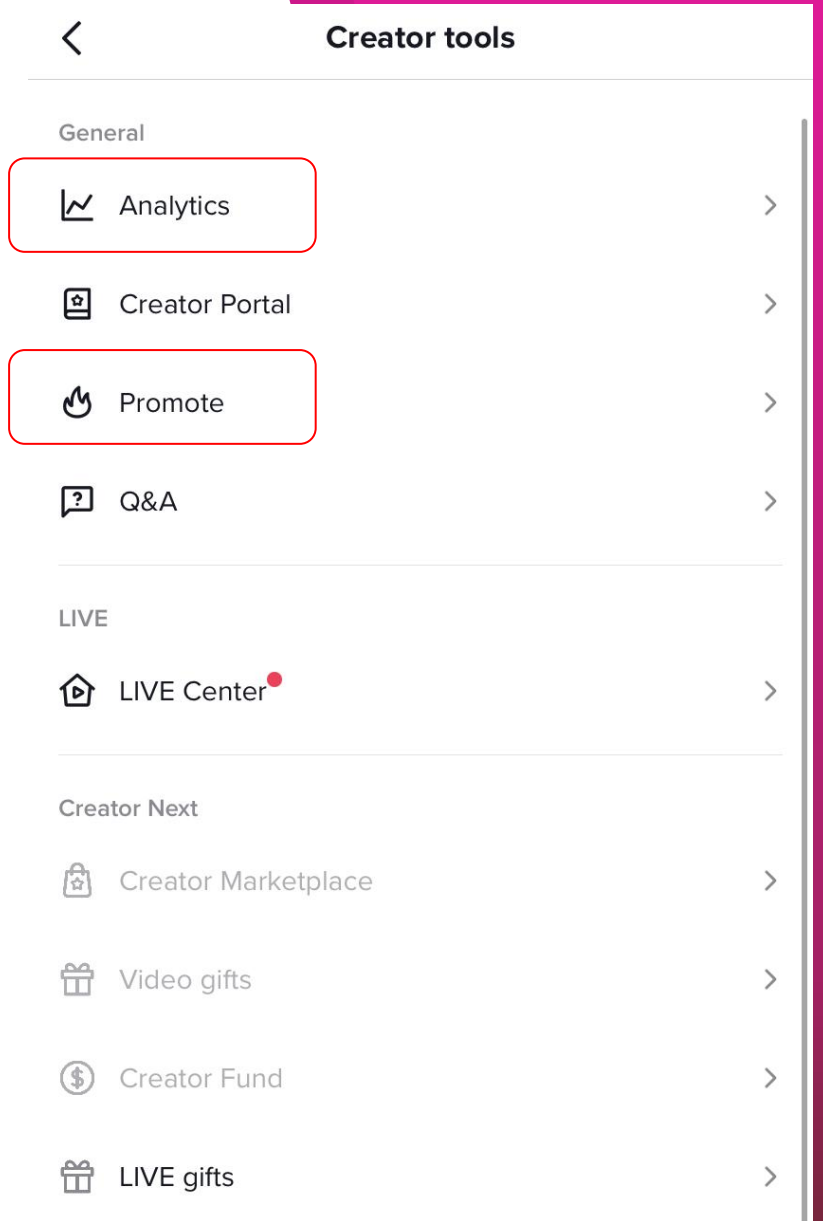 Creator tools
General
Analytics
Creator Portal
Promote
Q&A
LIVE
LIVE Center
Creator Next
Creator Marketplace
Video gifts
Creator Fund
LIVE gifts